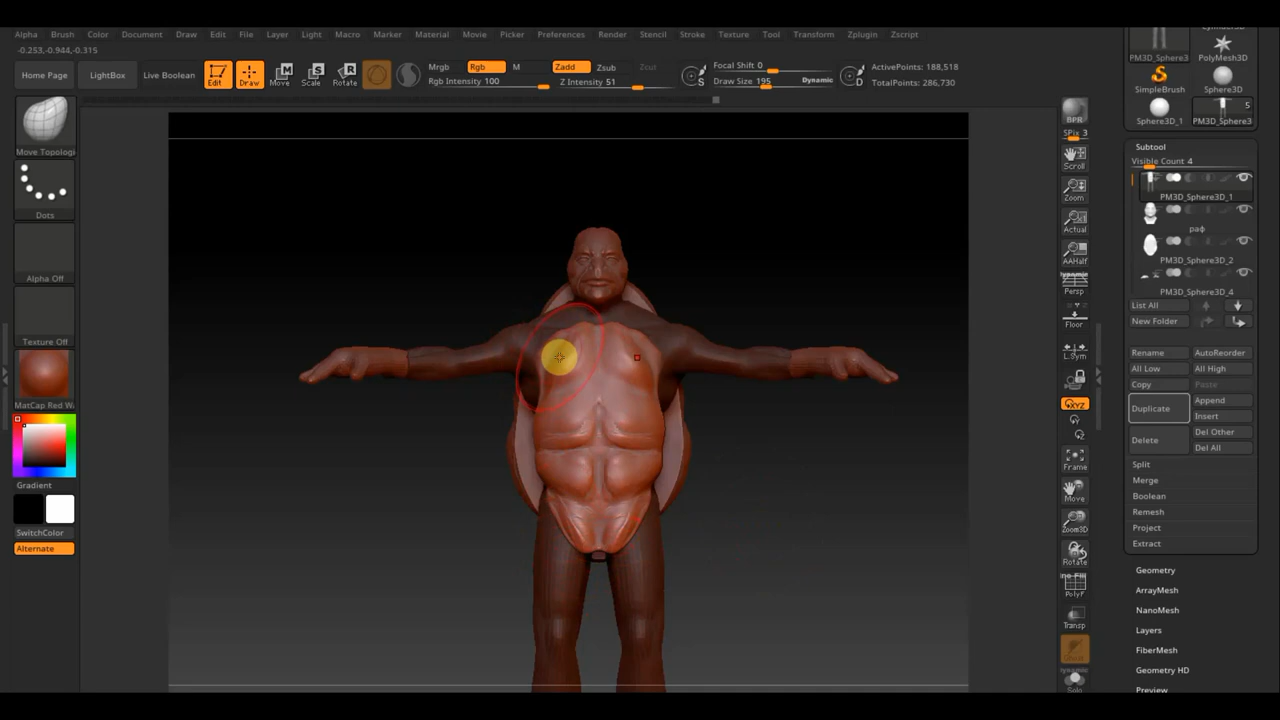 Alpha Brush Color Document Draw Edit File Layer Light Macro Marker Material Movie Picker Preferences Render Stencil Stroke Texture Tool Transform Zplugin Zscript
-0.253,-0.944,-0.315
Home Page LightBox Live Boolean Edit Draw Move Scale Rotate
Mrgb Rgb M Zadd Zsub Zcut
Rgb Intensity 100 Z Intensity 51
S Focal Shift 0
Draw Size 195 Dynamic D
ActivePoints: 188,518
TotalPoints: 286,730
Move Topologi
Dots
Alpha Off
Texture Off
MatCap Red Wa
Gradient
SwitchColor
Alternate
BPR
SPix 3
Scroll
Zoom
Actual
AAHalf
Dynamic
Persp
Floor
L.Sym
XYZ
Y
Z
Frame
Move
Zoom3D
Rotate
PolyF
Transp
Dynamic
Solo
PM3D_Sphere3 PolyMesh3D
SimpleBrush Sphere3D
5
Sphere3D_1 PM3D_Sphere3
Subtool
Visible Count 4
PM3D_Sphere3D_1
раф
PM3D_Sphere3D_2
PM3D_Sphere3D_4
List All
New Folder
Rename AutoReorder
All Low All High
Copy Paste
Duplicate Append
Insert
Delete Del Other
Del All
Split
Merge
Boolean
Remesh
Project
Extract
Geometry
ArrayMesh
NanoMesh
Layers
FiberMesh
Geometry HD
Preview